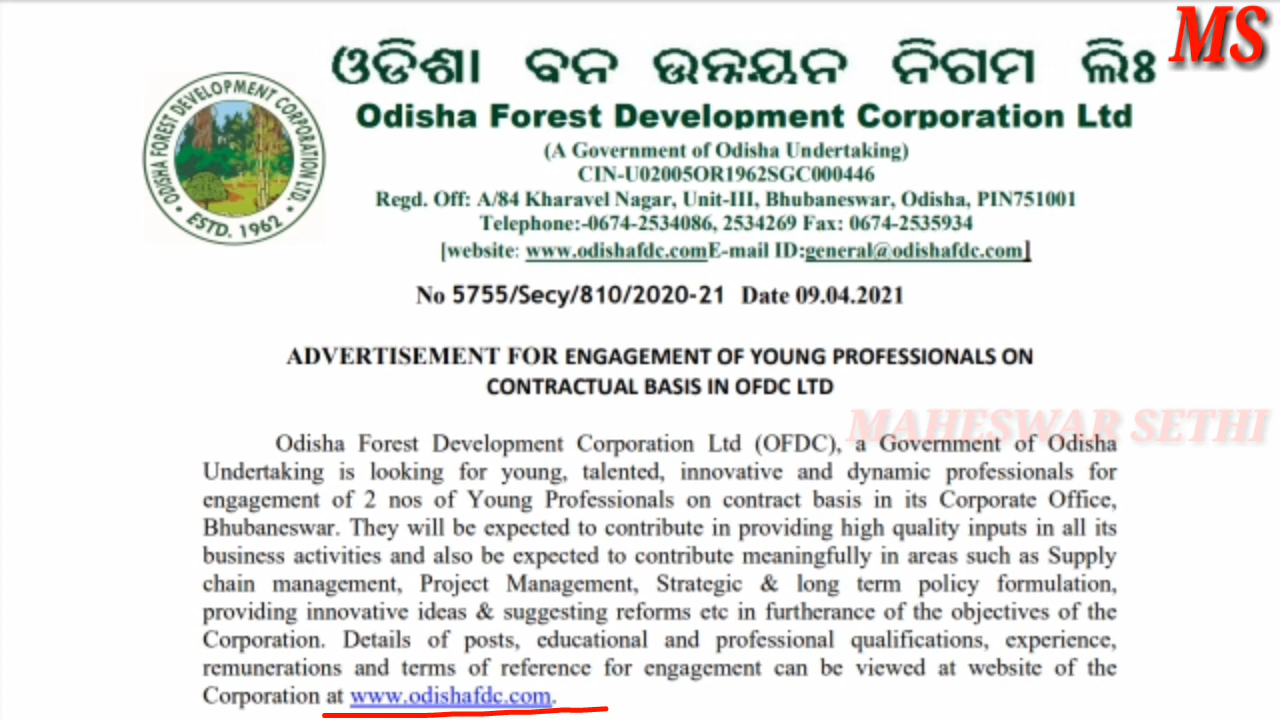 MS
ଓଡିଶା ବନ ଉନ୍ନୟନ ନିଗମ ଲିଃ
Odisha Forest Development Corporation Ltd
ODISHA FOREST DEVELOPMENT CORPORATION LTD.
• ESTD. 1962 •
(A Government of Odisha Undertaking)
CIN-U02005OR1962SGC000446
Regd. Off: A/84 Kharavel Nagar, Unit-III, Bhubaneswar, Odisha, PIN751001
Telephone:-0674-2534086, 2534269 Fax: 0674-2535934
[website: www.odishafdc.comE-mail ID:general@odishafdc.com]
No 5755/Secy/810/2020-21 Date 09.04.2021
ADVERTISEMENT FOR ENGAGEMENT OF YOUNG PROFESSIONALS ON
CONTRACTUAL BASIS IN OFDC LTD
MAHESWAR SETHI
Odisha Forest Development Corporation Ltd (OFDC), a Government of Odisha
Undertaking is looking for young, talented, innovative and dynamic professionals for
engagement of 2 nos of Young Professionals on contract basis in its Corporate Office,
Bhubaneswar. They will be expected to contribute in providing high quality inputs in all its
business activities and also be expected to contribute meaningfully in areas such as Supply
chain management, Project Management, Strategic & long term policy formulation,
providing innovative ideas & suggesting reforms etc in furtherance of the objectives of the
Corporation. Details of posts, educational and professional qualifications, experience,
remunerations and terms of reference for engagement can be viewed at website of the
Corporation at www.odishafdc.com.